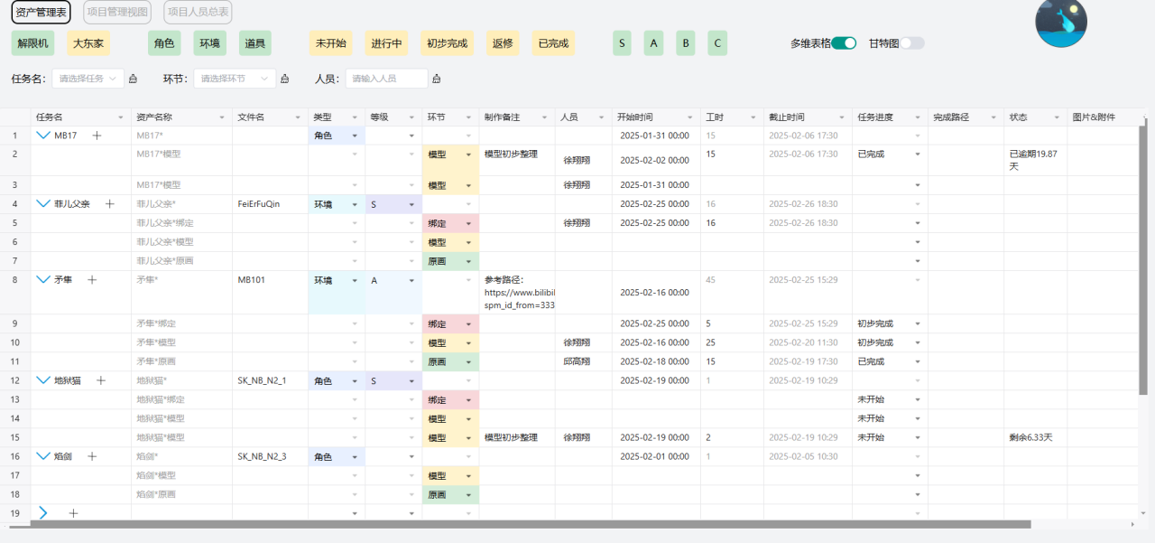 资产管理表 项目管理视图 项目人员总表
解限机 大东家 角色 环境 道具 未开始 进行中 初步完成 返修 已完成 S A B C 多维表格 甘特图
任务名: 请选择任务 环节: 请选择环节 人员: 请输入人员
任务名 资产名称 文件名 类型 等级 环节 制作备注 人员 开始时间 工时 截止时间 任务进度 完成路径 状态 图片&附件
1 MB17 + MB17* 角色 2025-01-31 00:00 15 2025-02-06 17:30
2 MB17*模型 模型 模型初步整理 徐翔翔 2025-02-02 00:00 15 2025-02-06 17:30 已完成 已逾期19.87
天
3 MB17*模型 模型 徐翔翔 2025-01-31 00:00
4 菲儿父亲 + 菲儿父亲* FeiErFuQin 环境 S 2025-02-25 00:00 16 2025-02-26 18:30
5 菲儿父亲*绑定 绑定 徐翔翔 2025-02-25 00:00 16 2025-02-26 18:30
6 菲儿父亲*模型 模型
7 菲儿父亲*原画 原画
8 矛隼 + 矛隼* MB101 环境 A 参考路径:
https://www.bilibil
spm_id_from=333 2025-02-16 00:00 45 2025-02-25 15:29
9 矛隼*绑定 绑定 2025-02-25 00:00 5 2025-02-25 15:29 初步完成
10 矛隼*模型 模型 徐翔翔 2025-02-16 00:00 25 2025-02-20 11:30 初步完成
11 矛隼*原画 原画 邱高翔 2025-02-18 00:00 15 2025-02-19 17:30 已完成
12 地狱猫 + 地狱猫* SK_NB_N2_1 角色 S 2025-02-19 00:00 1 2025-02-19 10:29
13 地狱猫*绑定 绑定 未开始
14 地狱猫*模型 模型 未开始
15 地狱猫*模型 模型 模型初步整理 徐翔翔 2025-02-19 00:00 2 2025-02-19 10:29 未开始 剩余6.33天
16 焰剑 + 焰剑* SK_NB_N2_3 角色 2025-02-01 00:00 1 2025-02-05 10:30
17 焰剑*模型 模型
18 焰剑*原画 原画
19 +